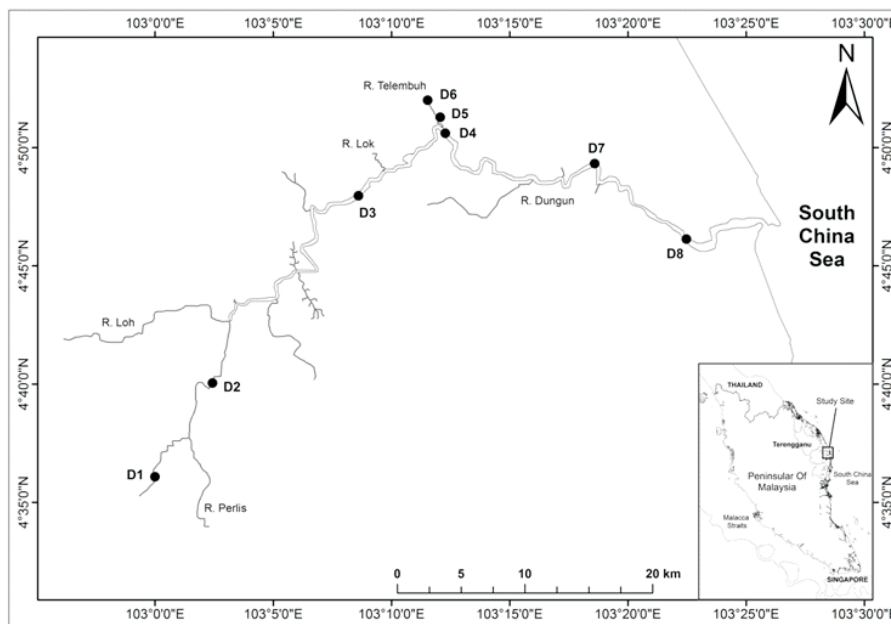 103°0'0"E 103°5'0"E 103°10'0"E 103°15'0"E 103°20'0"E 103°25'0"E 103°30'0"E
N
R. Telembuh D6
D5
D4
4°50'0"N 4°50'0"N
R. Lok
D7
D3
R. Dungun
South
China
Sea
D8
4°45'0"N 4°45'0"N
R. Loh
D2
4°40'0"N 4°40'0"N
THAILAND
Study Site
Terengganu
D1
Peninsular Of
Malaysia
South China
Sea
4°35'0"N 4°35'0"N
R. Perlis
Malacca
Straits
SINGAPORE
0 5 10 20 km
103°0'0"E 103°5'0"E 103°10'0"E 103°15'0"E 103°20'0"E 103°25'0"E 103°30'0"E